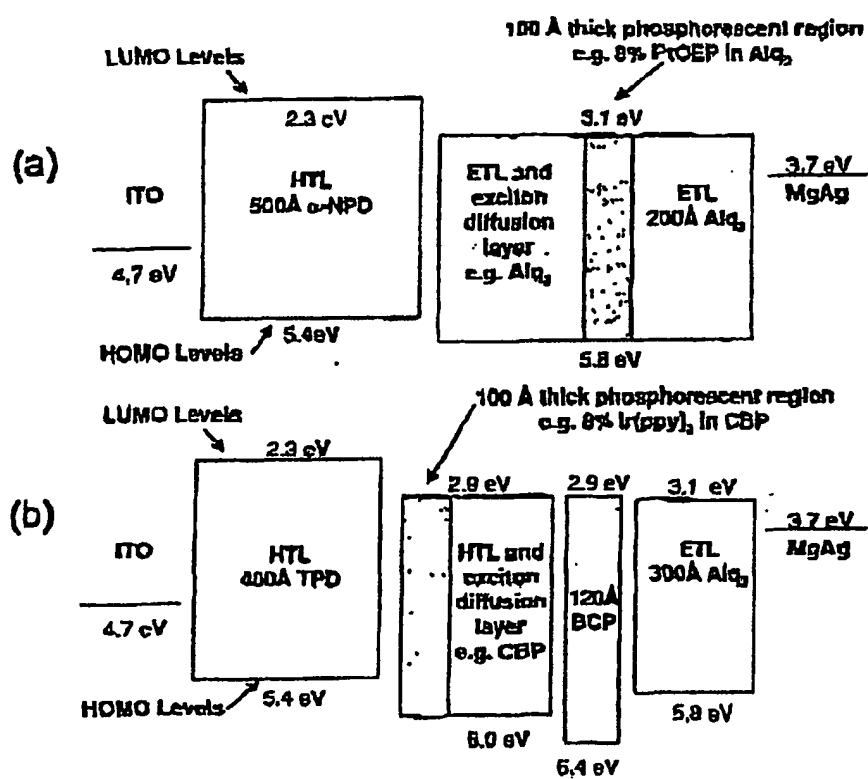 100 Å thick phosphorescent region
e.g. 8% PtOEP in Alq3
LUMO Levels
2.3 eV
3.1 eV
(a)
ITO
HTL
500Å α-NPD
ETL and
exciton
diffusion
layer
e.g. Alq3
ETL
200Å Alq3
3.7 eV
MgAg
4.7 eV
HOMO Levels
5.4eV
5.8 eV
LUMO Levels
100 Å thick phosphorescent region
e.g. 8% Ir(ppy)3 in CBP
2.3 eV
2.9 eV
3.1 eV
(b)
ITO
HTL
400Å TPD
HTL and
exciton
diffusion
layer
e.g. CBP
120Å
BCP
ETL
300Å Alq3
3.7 eV
MgAg
4.7 eV
HOMO Levels
5.4 eV
6.0 eV
6.4 eV
5.8 eV